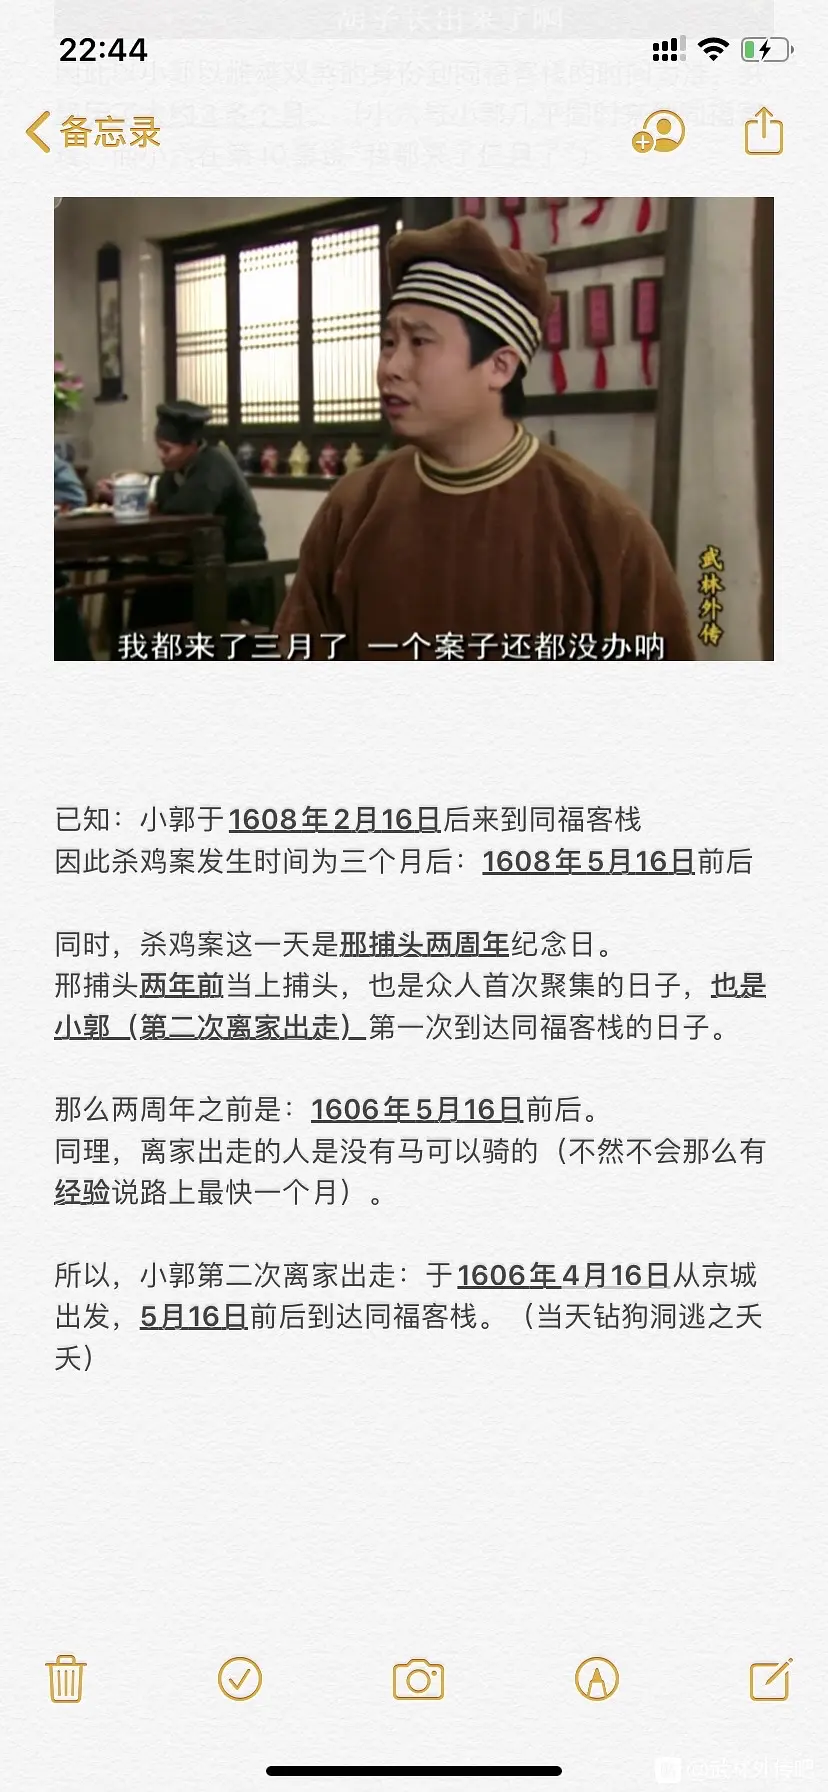 胡子长出来了啊
22:44
备忘录
武林外传
我都来了三月了 一个案子还都没办呐
已知：小郭于1608年2月16日后来到同福客栈
因此杀鸡案发生时间为三个月后：1608年5月16日前后
同时，杀鸡案这一天是邢捕头两周年纪念日。
邢捕头两年前当上捕头，也是众人首次聚集的日子，也是
小郭（第二次离家出走）第一次到达同福客栈的日子。
那么两周年之前是：1606年5月16日前后。
同理，离家出走的人是没有马可以骑的（不然不会那么有
经验说路上最快一个月）。
所以，小郭第二次离家出走：于1606年4月16日从京城
出发，5月16日前后到达同福客栈。（当天钻狗洞逃之夭
夭）
@武林外传吧